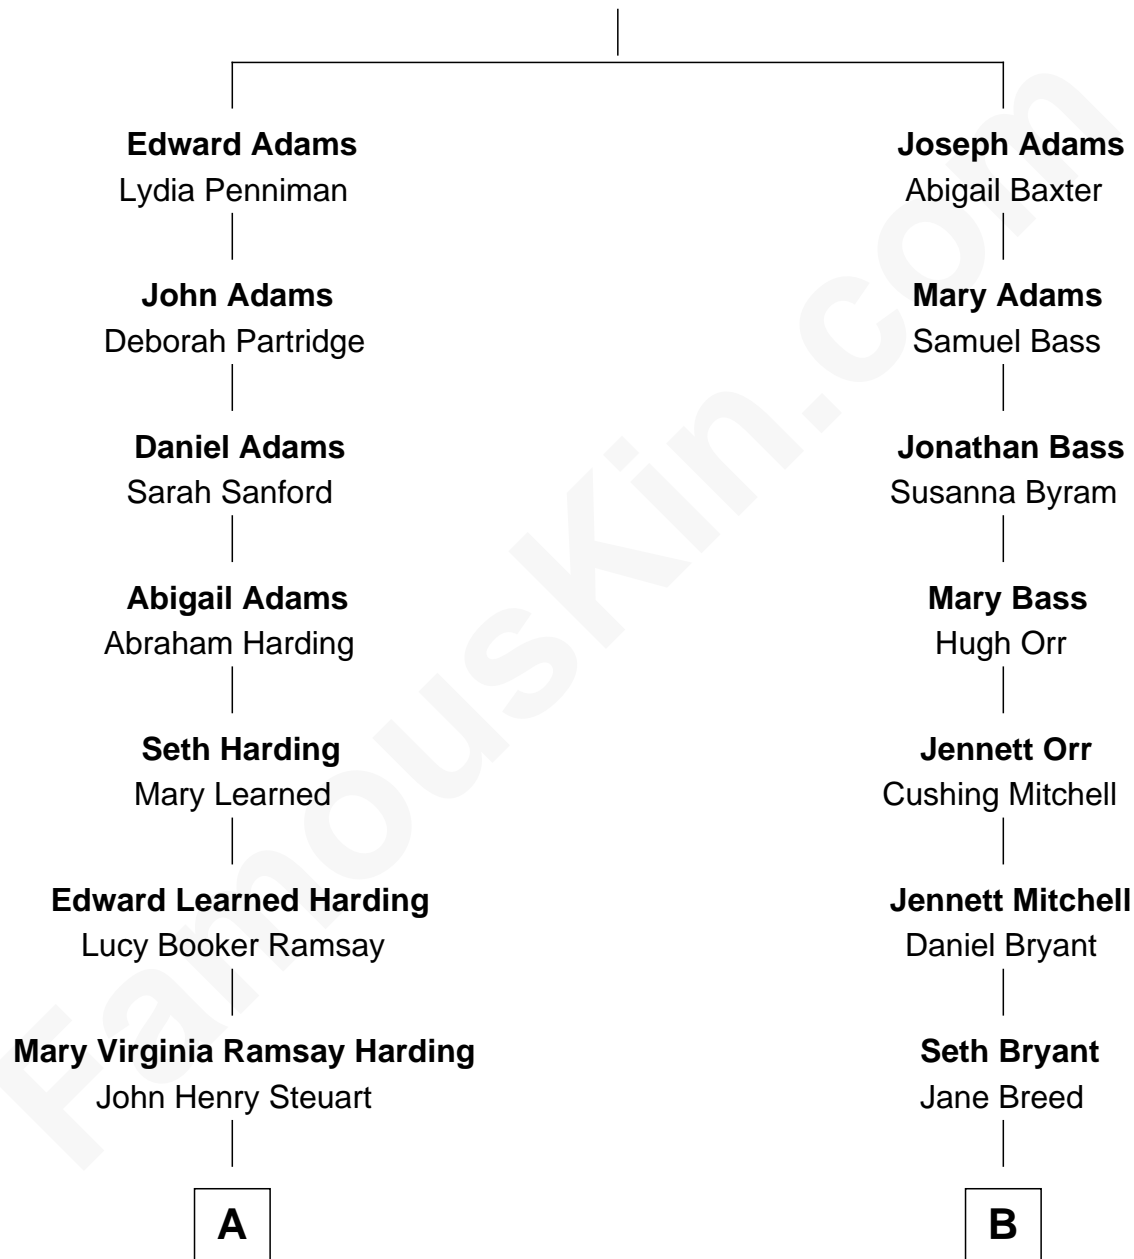 Edward Adams
Lydia Penniman
John Adams
Deborah Partridge
Daniel Adams
Sarah Sanford
Abigail Adams
Abraham Harding
Seth Harding
Mary Learned
Edward Learned Harding
Lucy Booker Ramsay
Mary Virginia Ramsay Harding
John Henry Steuart
A
Joseph Adams
Abigail Baxter
Mary Adams
Samuel Bass
Jonathan Bass
Susanna Byram
Mary Bass
Hugh Orr
Jennett Orr
Cushing Mitchell
Jennett Mitchell
Daniel Bryant
Seth Bryant
Jane Breed
B
FamousKin.com